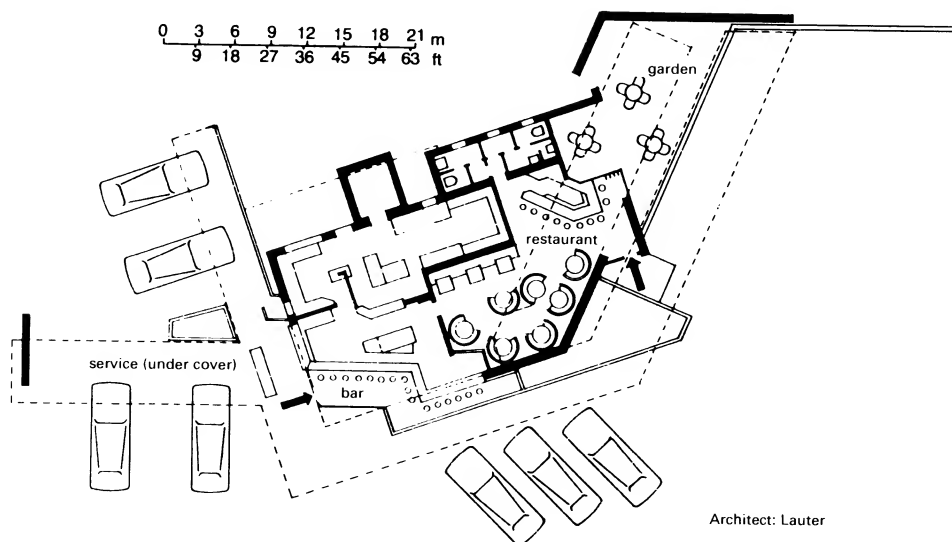 0 3 6 9 12 15 18 21 m
9 18 27 36 45 54 63 ft
garden
restaurant
service (under cover)
bar
Architect: Lauter